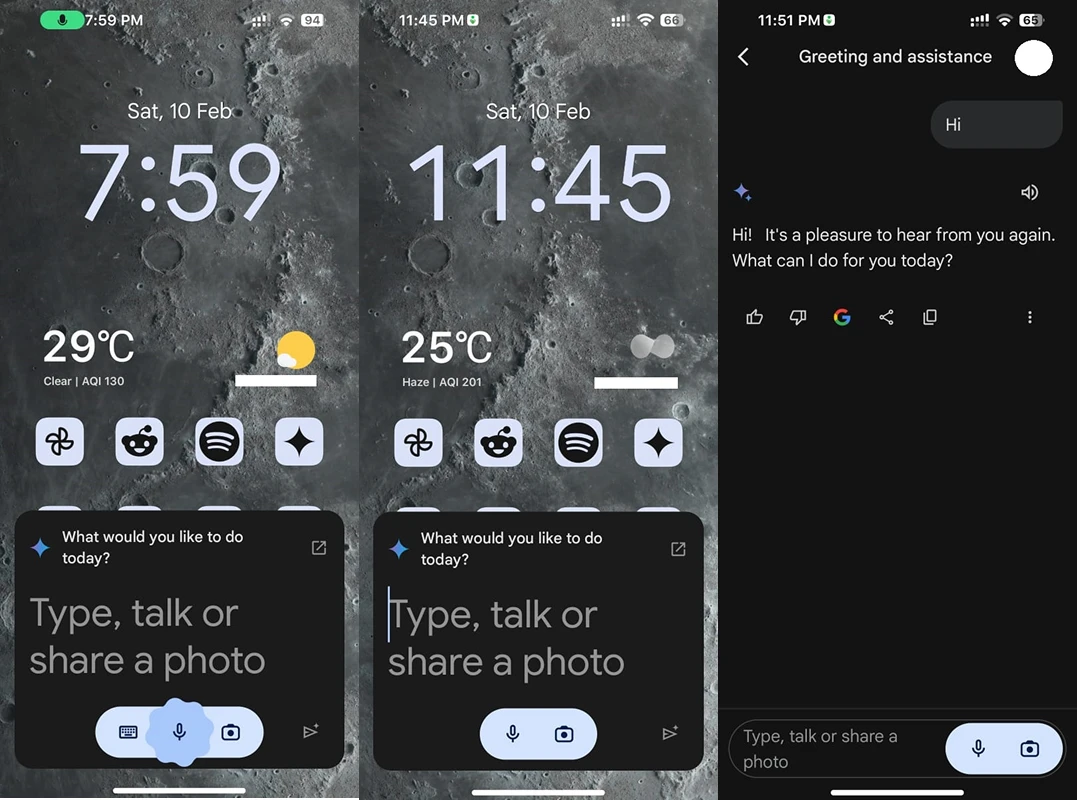 7:59 PM
94
Sat, 10 Feb
7:59
29°C
Clear | AQI 130
What would you like to do
today?
Type, talk or
share a photo
11:45 PM
66
Sat, 10 Feb
11:45
25°C
Haze | AQI 201
What would you like to do
today?
Type, talk or
share a photo
11:51 PM
65
Greeting and assistance
Hi
Hi! It's a pleasure to hear from you again.
What can I do for you today?
Type, talk or share a
photo